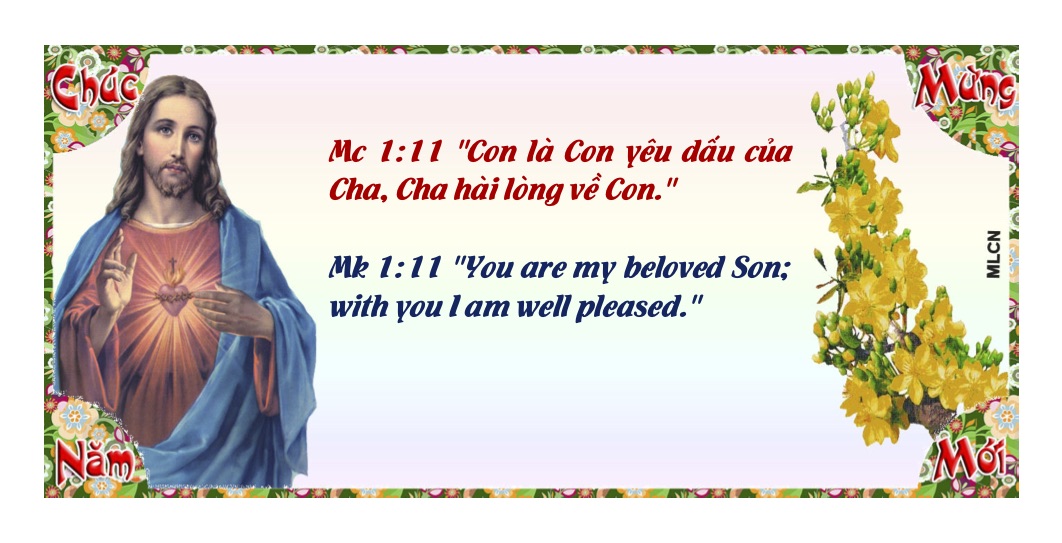 Chúc Mừng
Mc 1:11 "Con là Con yêu dấu của
Cha, Cha hài lòng về Con."
Mk 1:11 "You are my beloved Son;
with you I am well pleased."
MLCN
Năm Mới